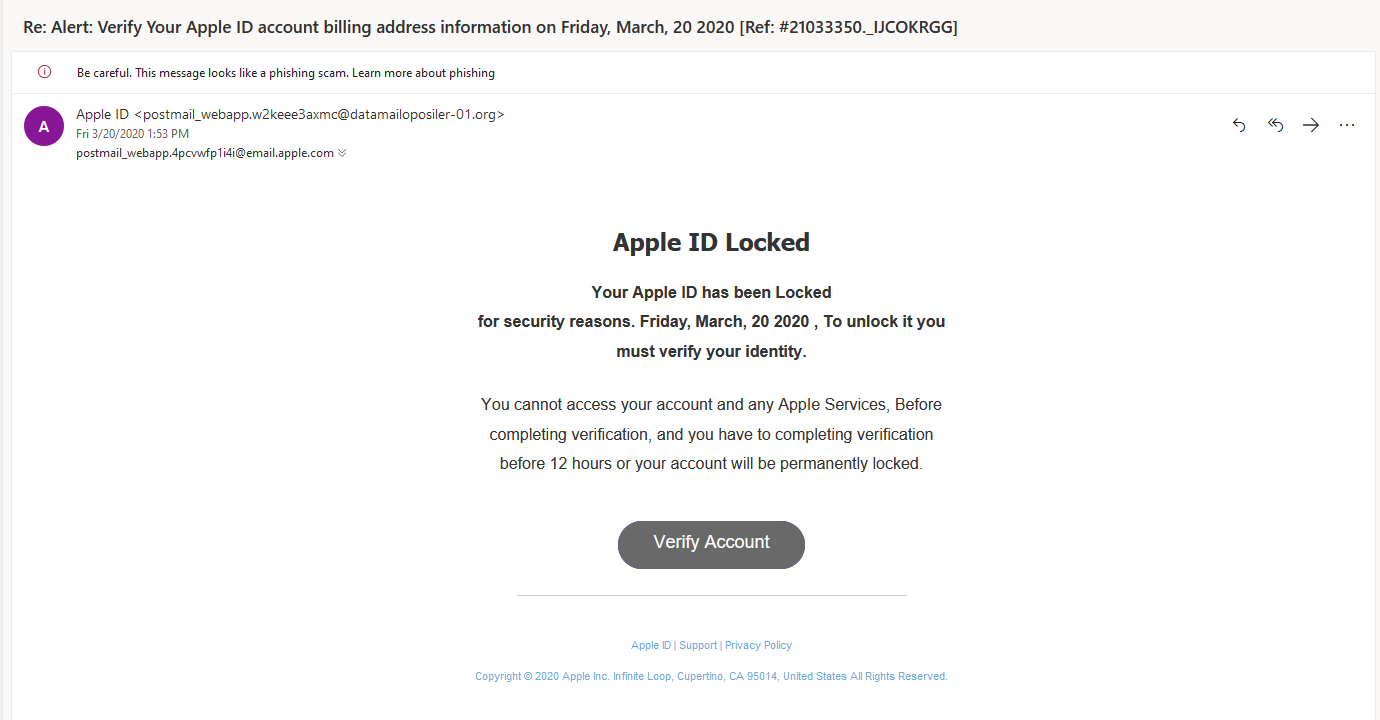 Re: Alert: Verify Your Apple ID account billing address information on Friday, March, 20 2020 [Ref: #21033350._IJCOKRGG]
Be careful. This message looks like a phishing scam. Learn more about phishing
A
Apple ID <postmail_webapp.w2keee3axmc@datamailoposiler-01.org>
Fri 3/20/2020 1:53 PM
postmail_webapp.4pcvwfp1i4i@email.apple.com
Apple ID Locked
Your Apple ID has been Locked
for security reasons. Friday, March, 20 2020 , To unlock it you
must verify your identity.
You cannot access your account and any Apple Services, Before
completing verification, and you have to completing verification
before 12 hours or your account will be permanently locked.
Verify Account
Apple ID | Support | Privacy Policy
Copyright © 2020 Apple Inc. Infinite Loop, Cupertino, CA 95014, United States All Rights Reserved.